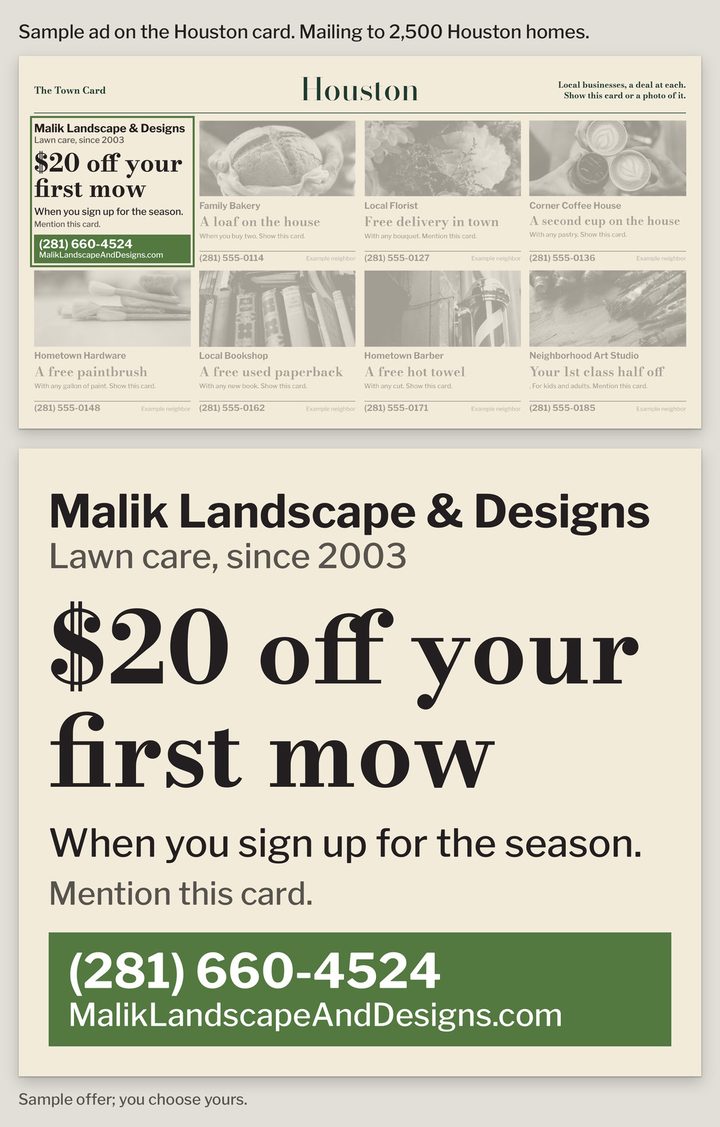 Sample ad on the Houston card. Mailing to 2,500 Houston homes.
The Town Card
Houston
Local businesses, a deal at each.
Show this card or a photo of it.
Malik Landscape & Designs
Lawn care, since 2003
$20 off your
first mow
When you sign up for the season.
Mention this card.
(281) 660-4524
MalikLandscapeAndDesigns.com
Family Bakery
A loaf on the house
When you buy two. Show this card.
(281) 555-0114
Example neighbor
Local Florist
Free delivery in town
With any bouquet. Mention this card.
(281) 555-0127
Example neighbor
Corner Coffee House
A second cup on the house
With any pastry. Show this card.
(281) 555-0136
Example neighbor
Hometown Hardware
A free paintbrush
With any gallon of paint. Show this card.
(281) 555-0148
Example neighbor
Local Bookshop
A free used paperback
With any new book. Show this card.
(281) 555-0162
Example neighbor
Hometown Barber
A free hot towel
With any cut. Show this card.
(281) 555-0171
Example neighbor
Neighborhood Art Studio
Your 1st class half off
For kids and adults. Mention this card.
(281) 555-0185
Example neighbor
Malik Landscape & Designs
Lawn care, since 2003
$20 off your
first mow
When you sign up for the season.
Mention this card.
(281) 660-4524
MalikLandscapeAndDesigns.com
Sample offer; you choose yours.